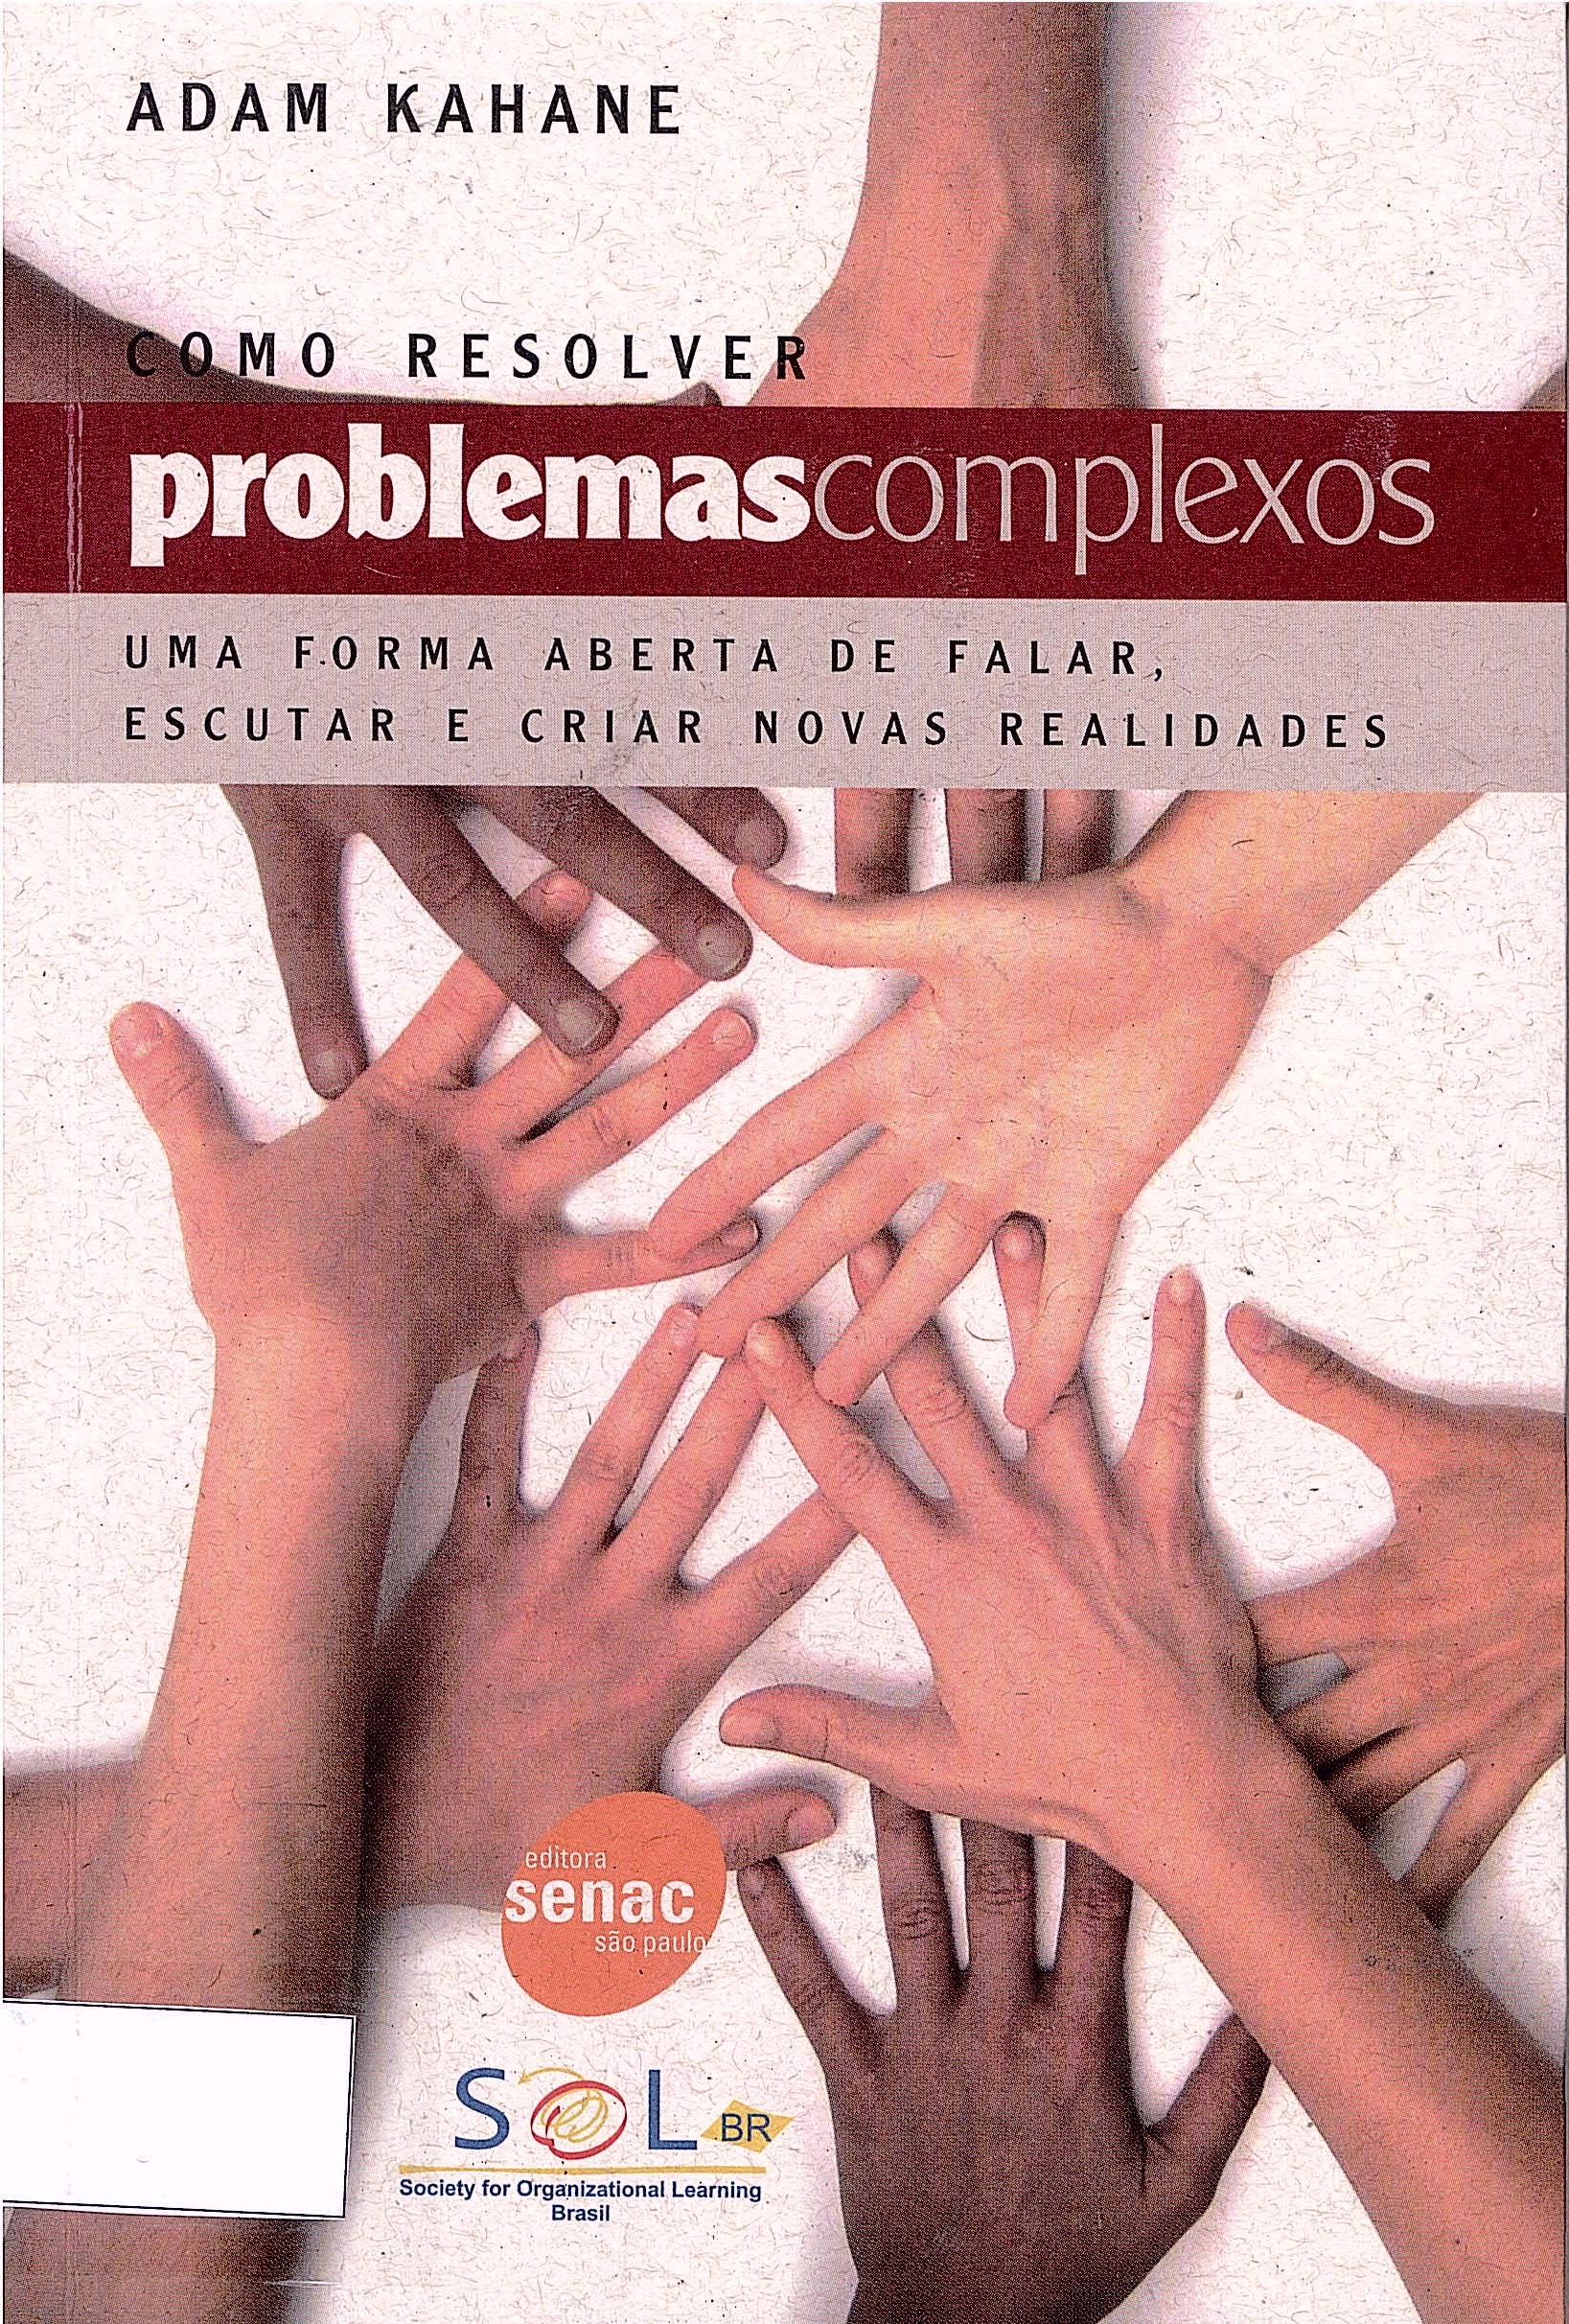 ADAM KAHANE
COMO RESOLVER
problemascomplexos
UMA FORMA ABERTA DE FALAR,
ESCUTAR E CRIAR NOVAS REALIDADES
editora
senac
são paulo
SOL BR
Society for Organizational Learning
Brasil